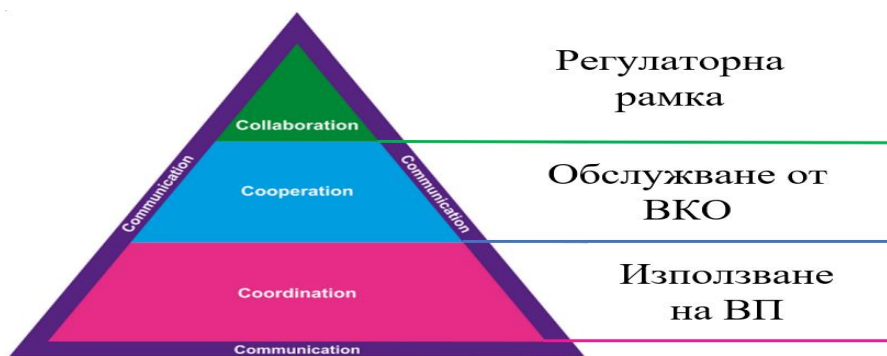 Регулаторна
рамка
Collaboration
Communication
Communication
Cooperation
Обслужване от
ВКО
Coordination
Използване
на ВП
Communication